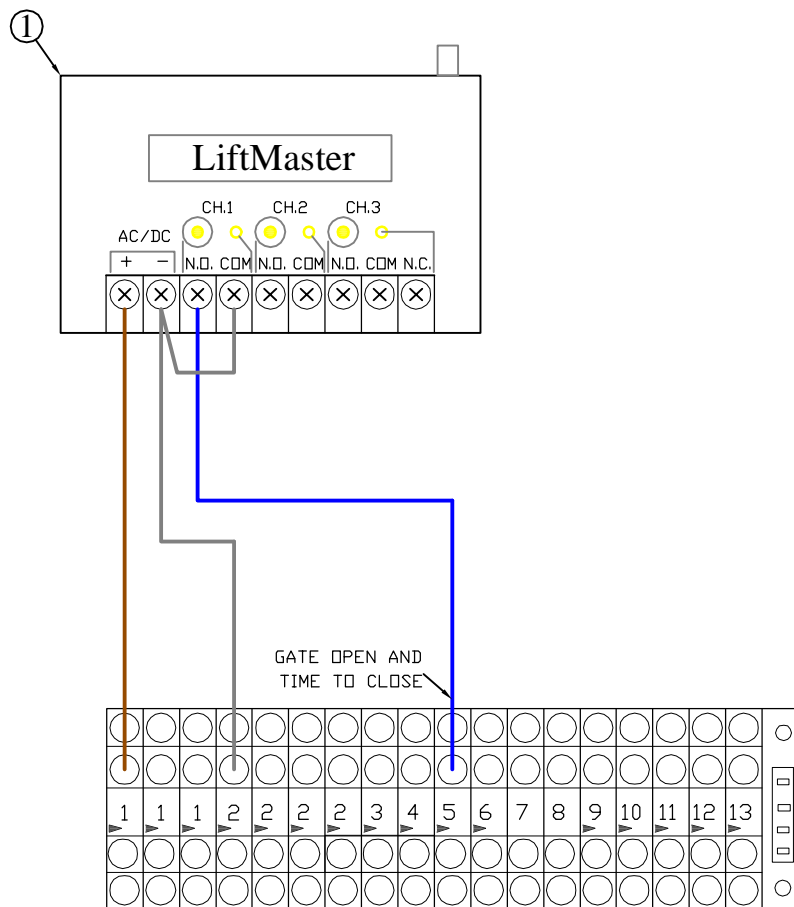 1
LiftMaster
CH.1 CH.2 CH.3
AC/DC
+ − N.O. COM N.O. COM N.O. COM N.C.
GATE OPEN AND
TIME TO CLOSE
1 1 1 2 2 2 2 3 4 5 6 7 8 9 10 11 12 13